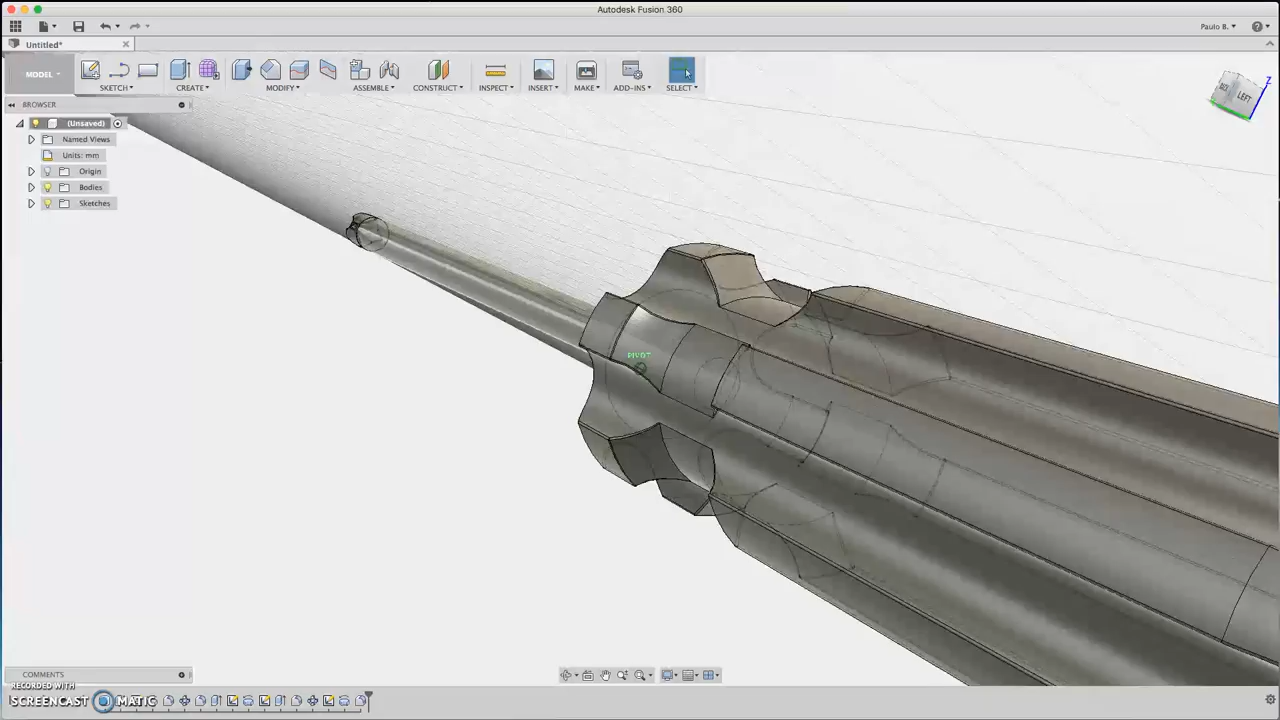 Autodesk Fusion 360
Paulo B.
Untitled*
MODEL
SKETCH
CREATE
MODIFY
ASSEMBLE
CONSTRUCT
INSPECT
INSERT
MAKE
ADD-INS
SELECT
BROWSER
(Unsaved)
Named Views
Units: mm
Origin
Bodies
Sketches
Z
LEFT
PIVOT
COMMENTS
RECORDED WITH
SCREENCAST MATIC